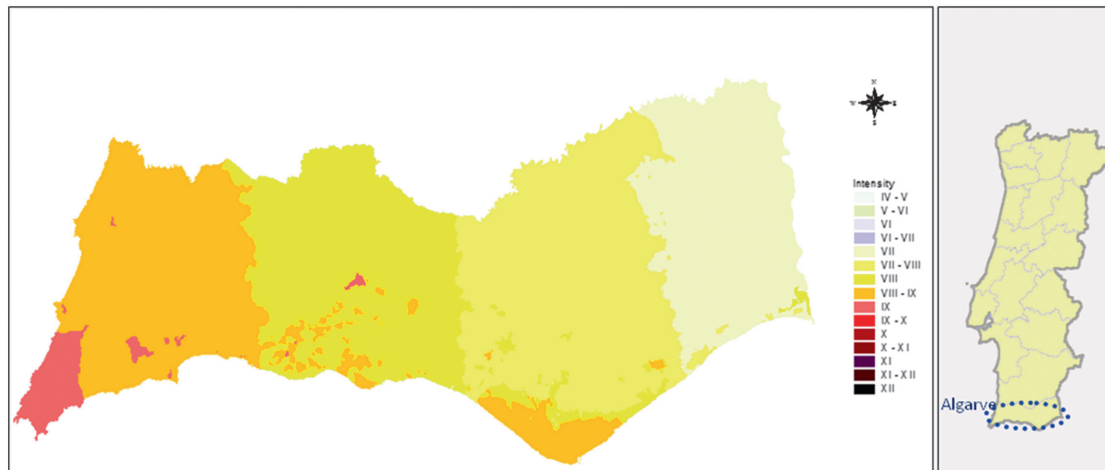 N
W E
S
Intensity
IV - V
V - VI
VI
VI - VII
VII
VII - VIII
VIII
VIII - IX
IX
IX - X
X
X - XI
XI
XI - XII
XII
Algarve